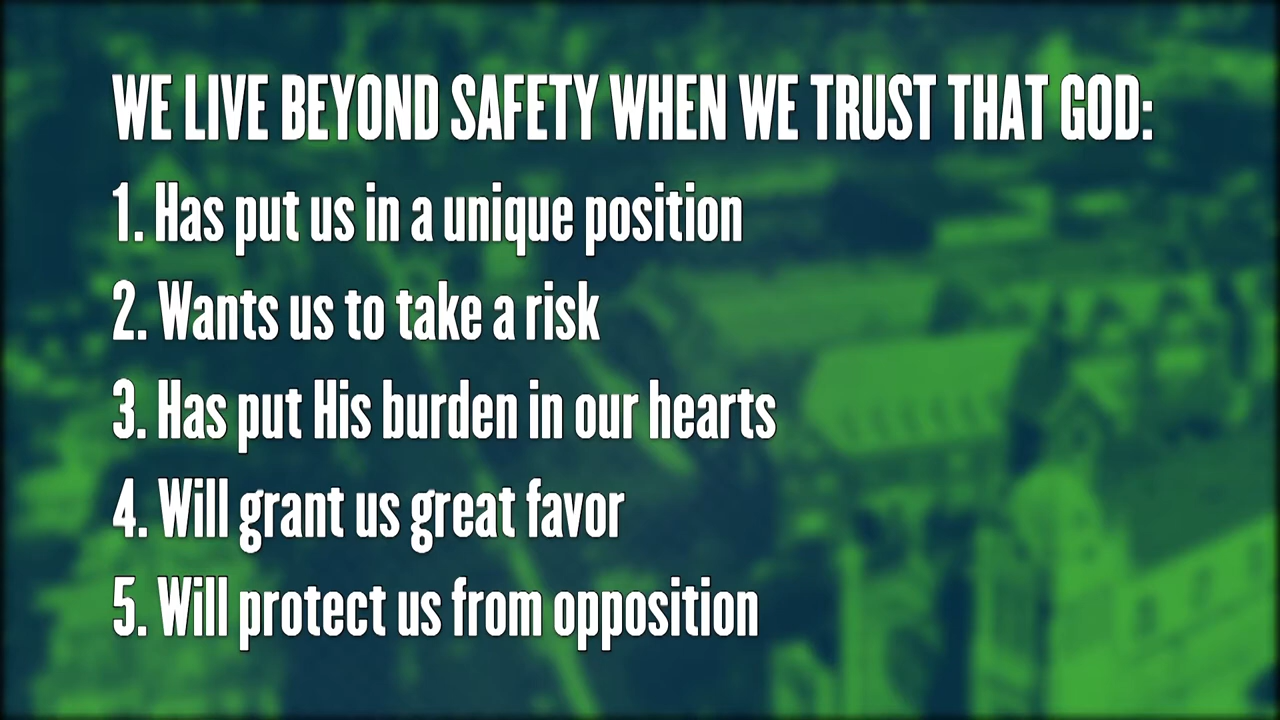 WE LIVE BEYOND SAFETY WHEN WE TRUST THAT GOD:
1. Has put us in a unique position
2. Wants us to take a risk
3. Has put His burden in our hearts
4. Will grant us great favor
5. Will protect us from opposition